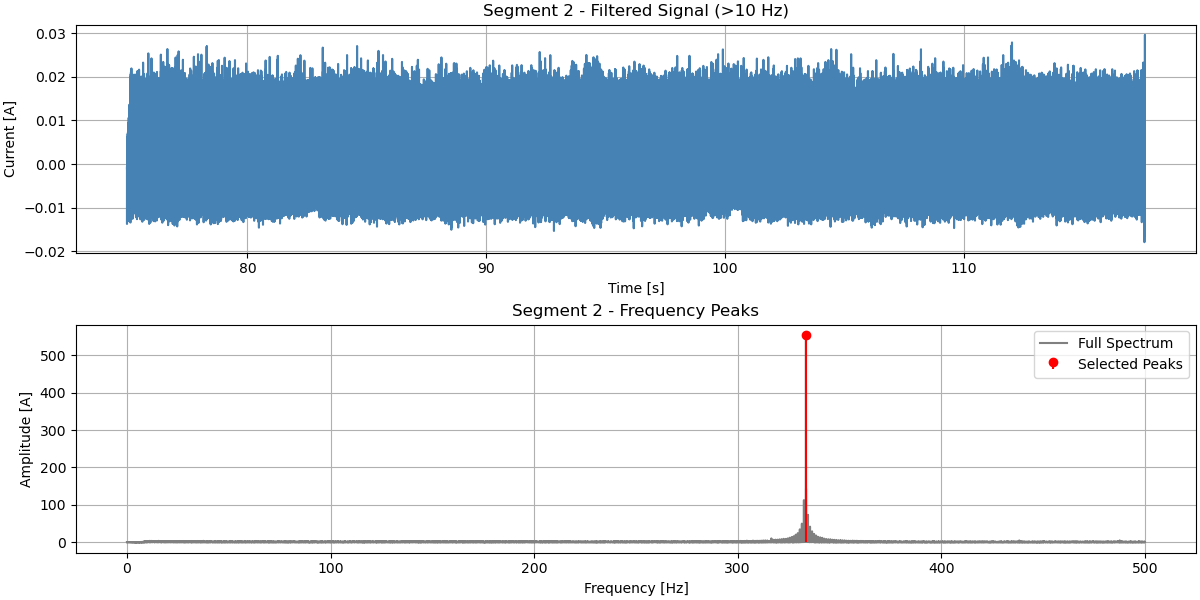 Segment 2 - Filtered Signal (>10 Hz)
0.03
0.02
0.01
0.00
−0.01
−0.02
Current [A]
80
90
100
110
Time [s]
Segment 2 - Frequency Peaks
500
400
300
200
100
0
Amplitude [A]
Full Spectrum
Selected Peaks
0
100
200
300
400
500
Frequency [Hz]